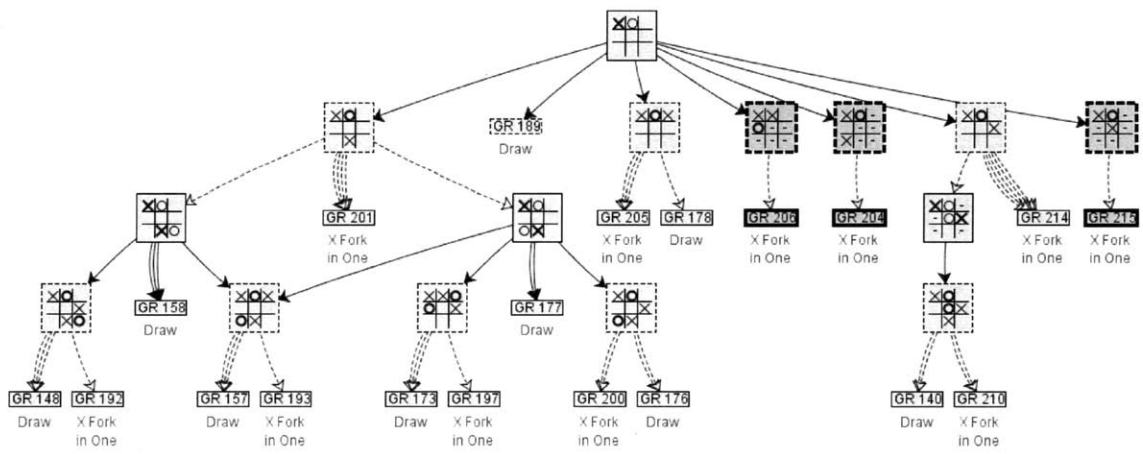 GR 189
Draw
GR 201
X Fork
in One
GR 205
X Fork
in One
GR 178
Draw
GR 206
X Fork
in One
GR 204
X Fork
in One
GR 214
X Fork
in One
GR 215
X Fork
in One
GR 158
Draw
GR 177
Draw
GR 148
Draw
GR 192
X Fork
in One
GR 157
Draw
GR 193
X Fork
in One
GR 173
Draw
GR 197
X Fork
in One
GR 200
X Fork
in One
GR 176
Draw
GR 140
Draw
GR 210
X Fork
in One